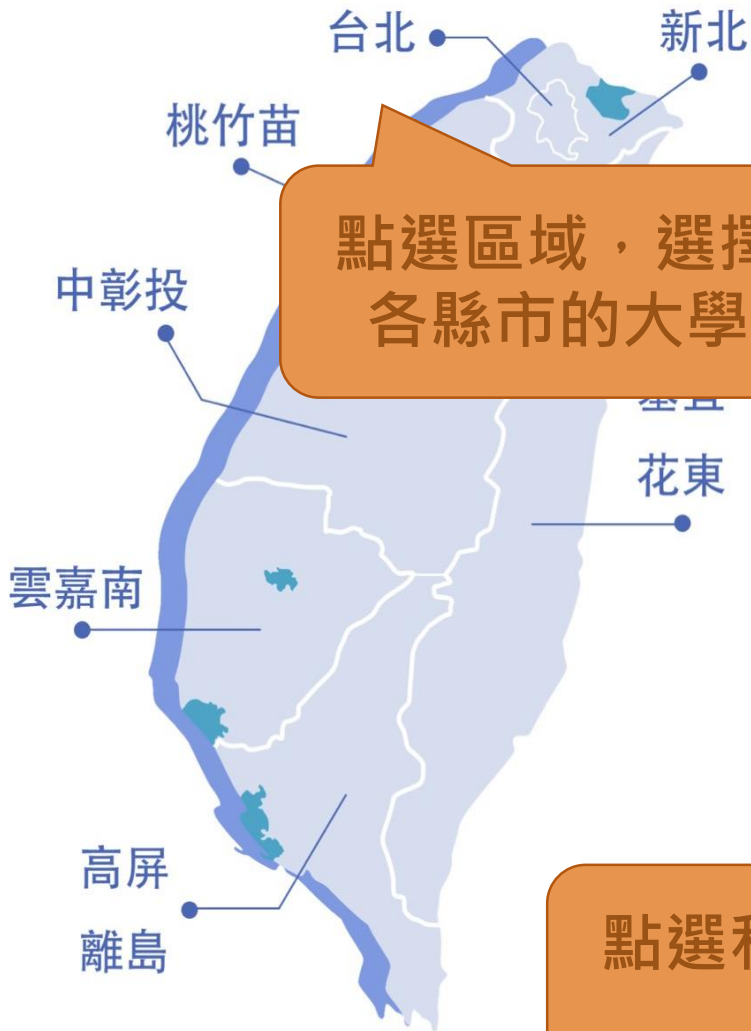 台北
新北
桃竹苗
點選區域，選擇
各縣市的大學
中彰投
花東
雲嘉南
高屏
離島
點選